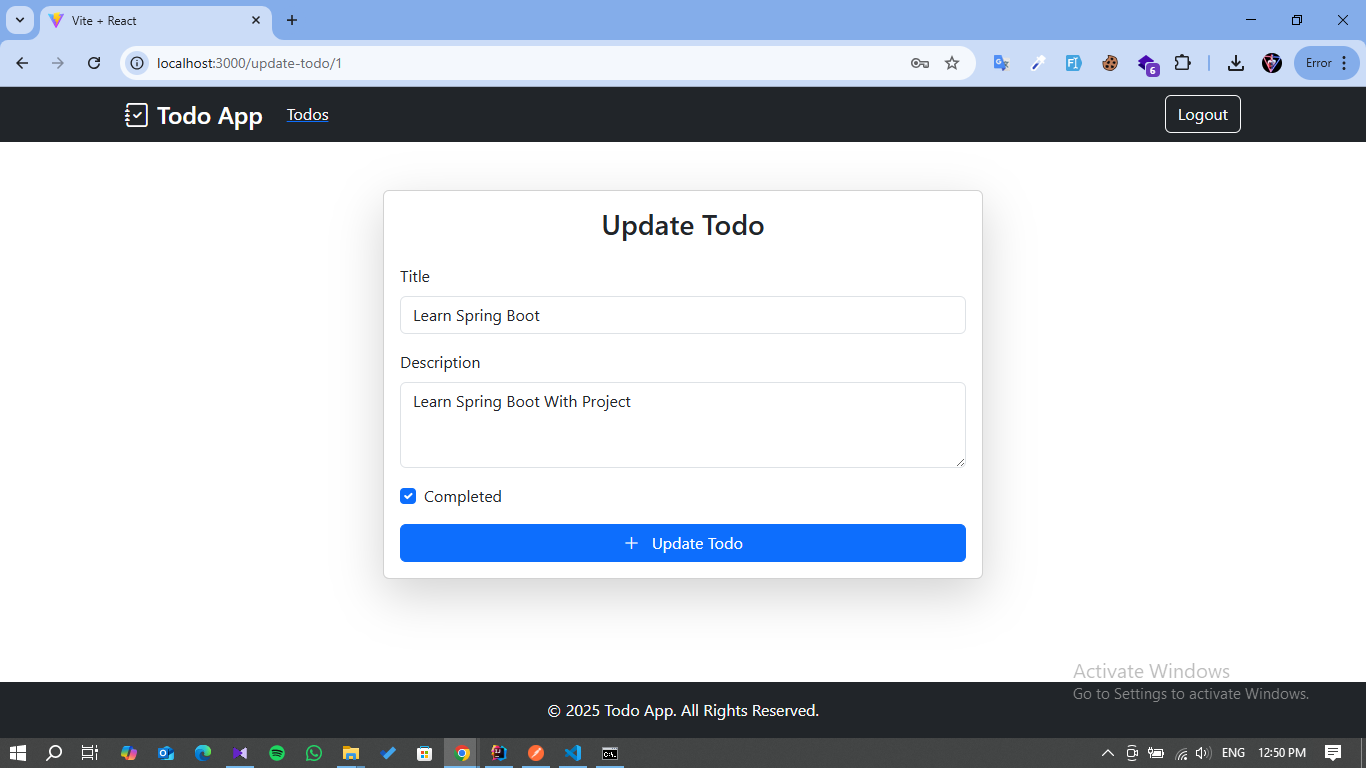 Vite + React
localhost:3000/update-todo/1
6
Error
Todo App
Todos
Logout
Update Todo
Title
Learn Spring Boot
Description
Learn Spring Boot With Project
Completed
Update Todo
Activate Windows
Go to Settings to activate Windows.
© 2025 Todo App. All Rights Reserved.
ENG
12:50 PM